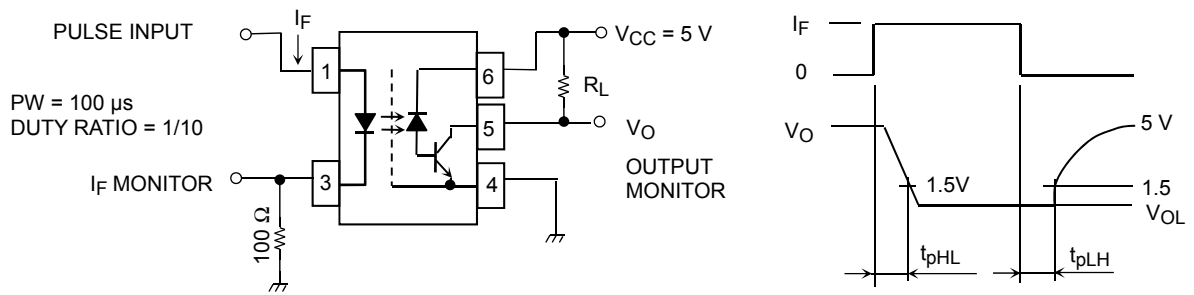 PULSE INPUT
IF
1
6
VCC = 5 V
RL
PW = 100 µs
DUTY RATIO = 1/10
5
VO
OUTPUT
MONITOR
IF MONITOR
3
4
100 Ω
IF
0
VO
5 V
1.5V
1.5
VOL
tpHL
tpLH